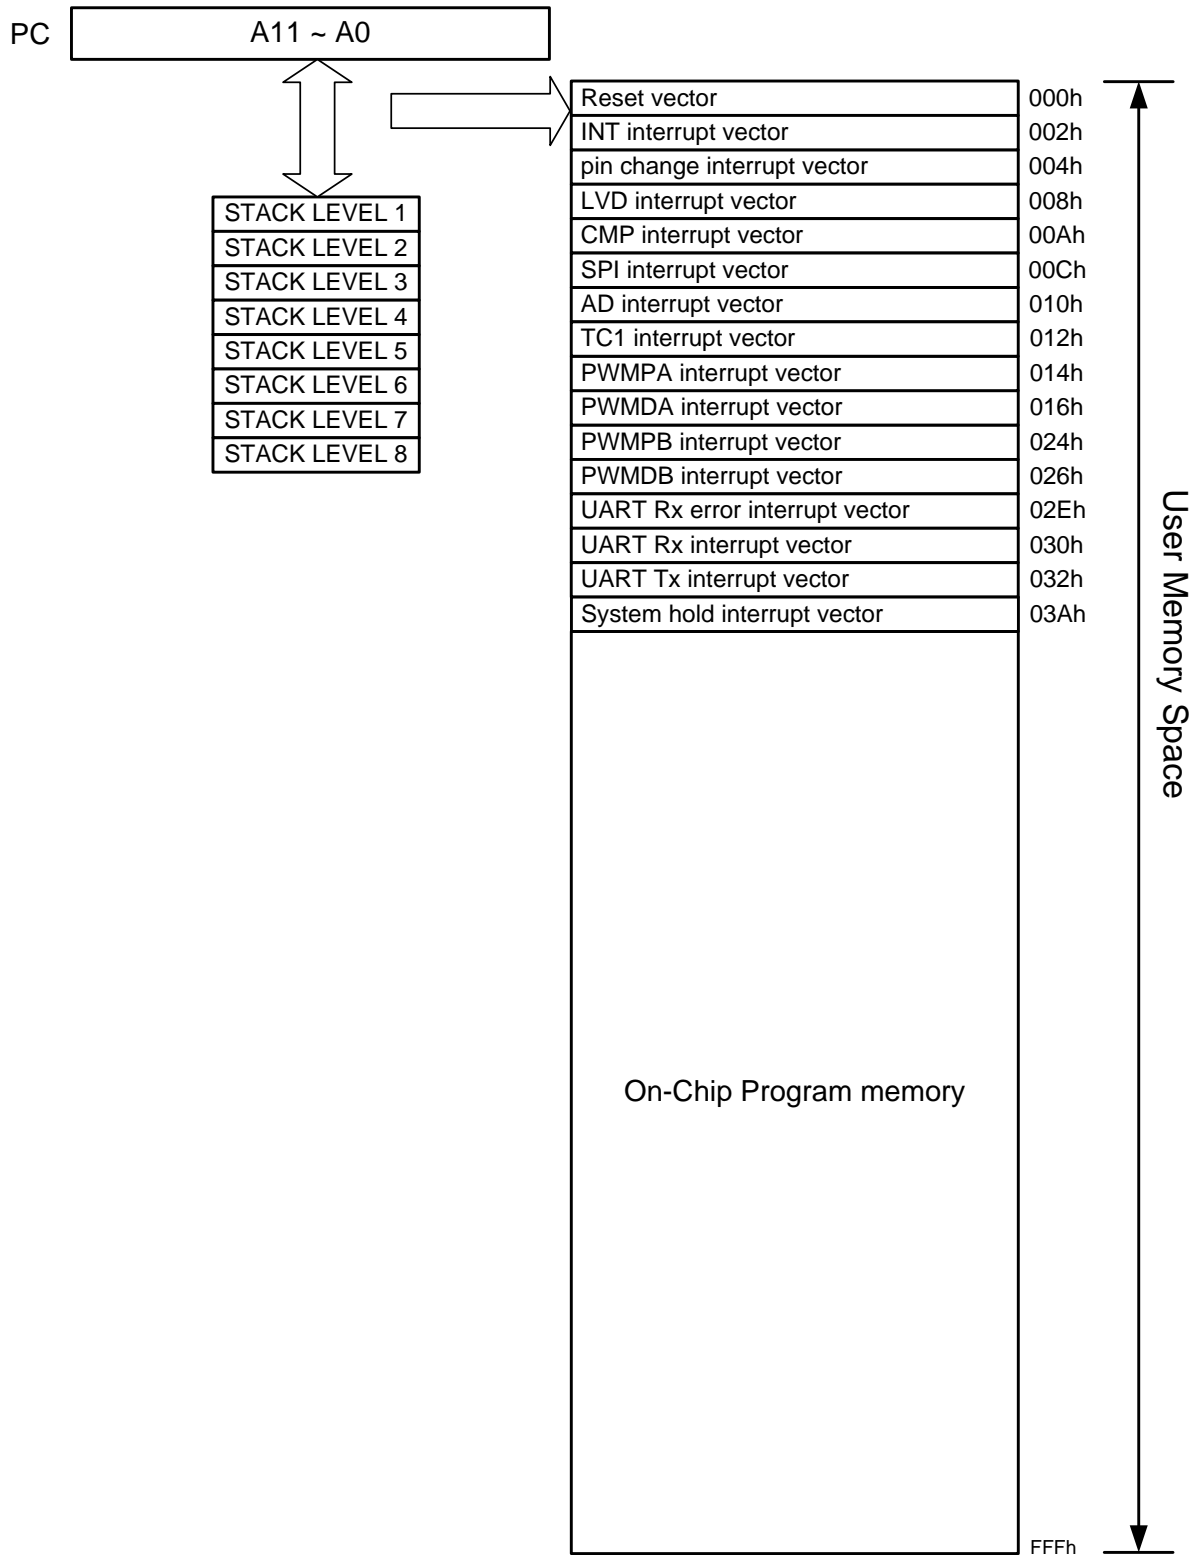 PC
A11 ~ A0
STACK LEVEL 1
STACK LEVEL 2
STACK LEVEL 3
STACK LEVEL 4
STACK LEVEL 5
STACK LEVEL 6
STACK LEVEL 7
STACK LEVEL 8
Reset vector 000h
INT interrupt vector 002h
pin change interrupt vector 004h
LVD interrupt vector 008h
CMP interrupt vector 00Ah
SPI interrupt vector 00Ch
AD interrupt vector 010h
TC1 interrupt vector 012h
PWMPA interrupt vector 014h
PWMDA interrupt vector 016h
PWMPB interrupt vector 024h
PWMDB interrupt vector 026h
UART Rx error interrupt vector 02Eh
UART Rx interrupt vector 030h
UART Tx interrupt vector 032h
System hold interrupt vector 03Ah
On-Chip Program memory
FFFh
User Memory Space